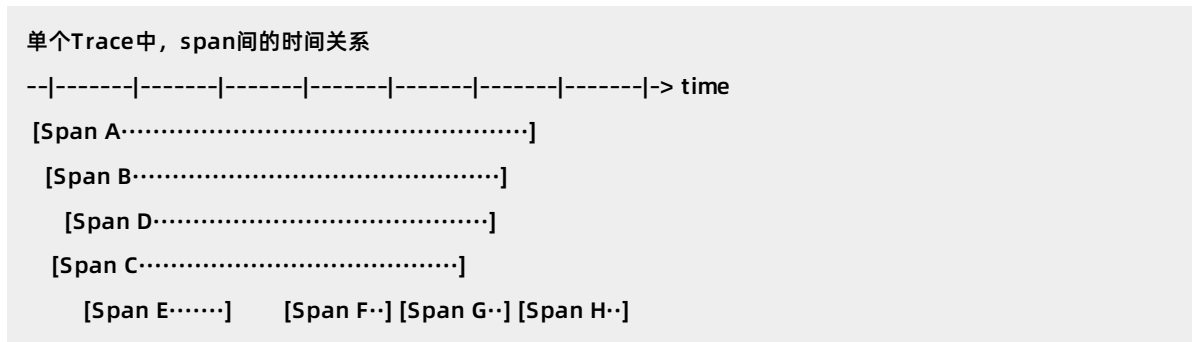 单个Trace中，span间的时间关系
--|-------|-------|-------|-------|-------|-------|-------|-> time
[Span A···················································]
[Span B··············································]
[Span D··········································]
[Span C········································]
[Span E·······] [Span F··] [Span G··] [Span H··]